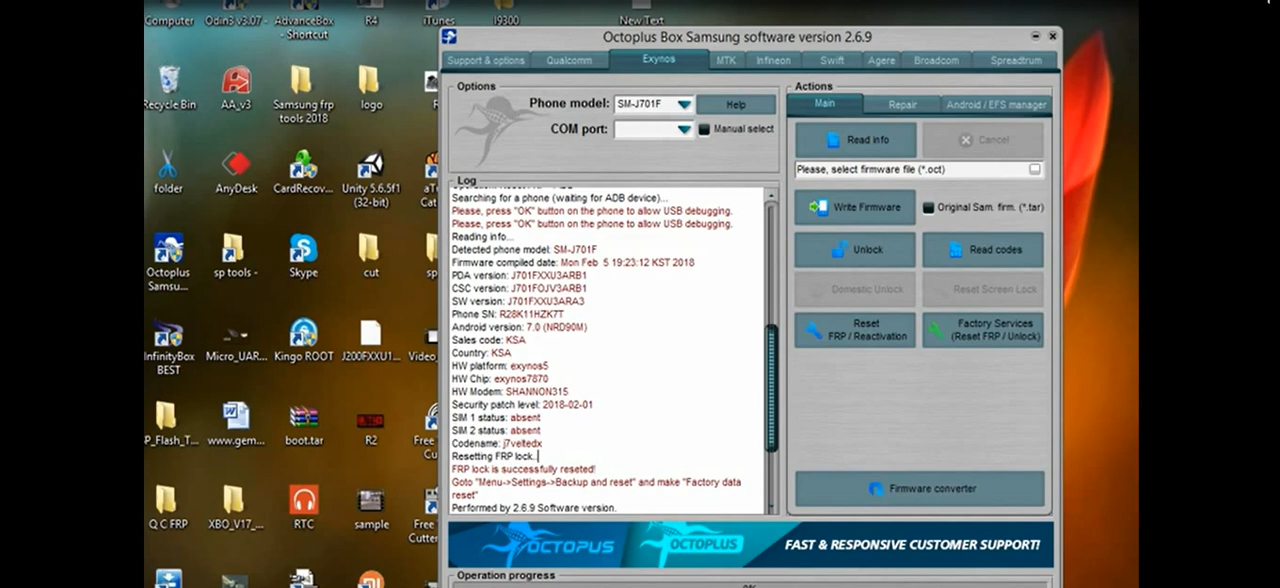 Computer
Odin3 v3.07 -
AdvanceBox
- Shortcut
R4
iTunes
I9300
New Text
Recycle Bin
AA_v3
Samsung frp
tools 2018
logo
folder
AnyDesk
CardRecov...
Unity 5.6.5f1
(32-bit)
Octoplus
Samsu...
sp tools -
Skype
cut
InfinityBox
BEST
Micro_UAR...
Kingo ROOT
J200FXXU1...
Video_
P_Flash_T...
www.gem...
boot.tar
R2
Free
Q C FRP
XBO_V17_...
RTC
sample
Free
Cutter
Octoplus Box Samsung software version 2.6.9
Support & options
Qualcomm
Exynos
MTK
Infineon
Swift
Agere
Broadcom
Spreadtrum
Options
Phone model:
SM-J701F
Help
COM port:
Manual select
Log
Searching for a phone (waiting for ADB device)...
Please, press "OK" button on the phone to allow USB debugging.
Please, press "OK" button on the phone to allow USB debugging.
Reading info...
Detected phone model: SM-J701F
Firmware compiled date: Mon Feb 5 19:23:12 KST 2018
PDA version: J701FXXU3ARB1
CSC version: J701FOJV3ARB1
SW version: J701FXXU3ARA3
Phone SN: R28K11HZK7T
Android version: 7.0 (NRD90M)
Sales code: KSA
Country: KSA
HW platform: exynos5
HW Chip: exynos7870
HW Modem: SHANNON315
Security patch level: 2018-02-01
SIM 1 status: absent
SIM 2 status: absent
Codename: j7veltedx
Resetting FRP lock..
FRP lock is successfully reseted!
Goto "Menu->Settings->Backup and reset" and make "Factory data
reset"
Performed by 2.6.9 Software version.
Actions
Main
Repair
Android / EFS manager
Read info
Cancel
Please, select firmware file (*.oct)
Write Firmware
Original Sam. firm. (*.tar)
Unlock
Read codes
Domestic Unlock
Reset Screen Lock
Reset
FRP / Reactivation
Factory Services
(Reset FRP / Unlock)
Firmware converter
OCTOPUS
OCTOPLUS
FAST & RESPONSIVE CUSTOMER SUPPORT!
Operation progress